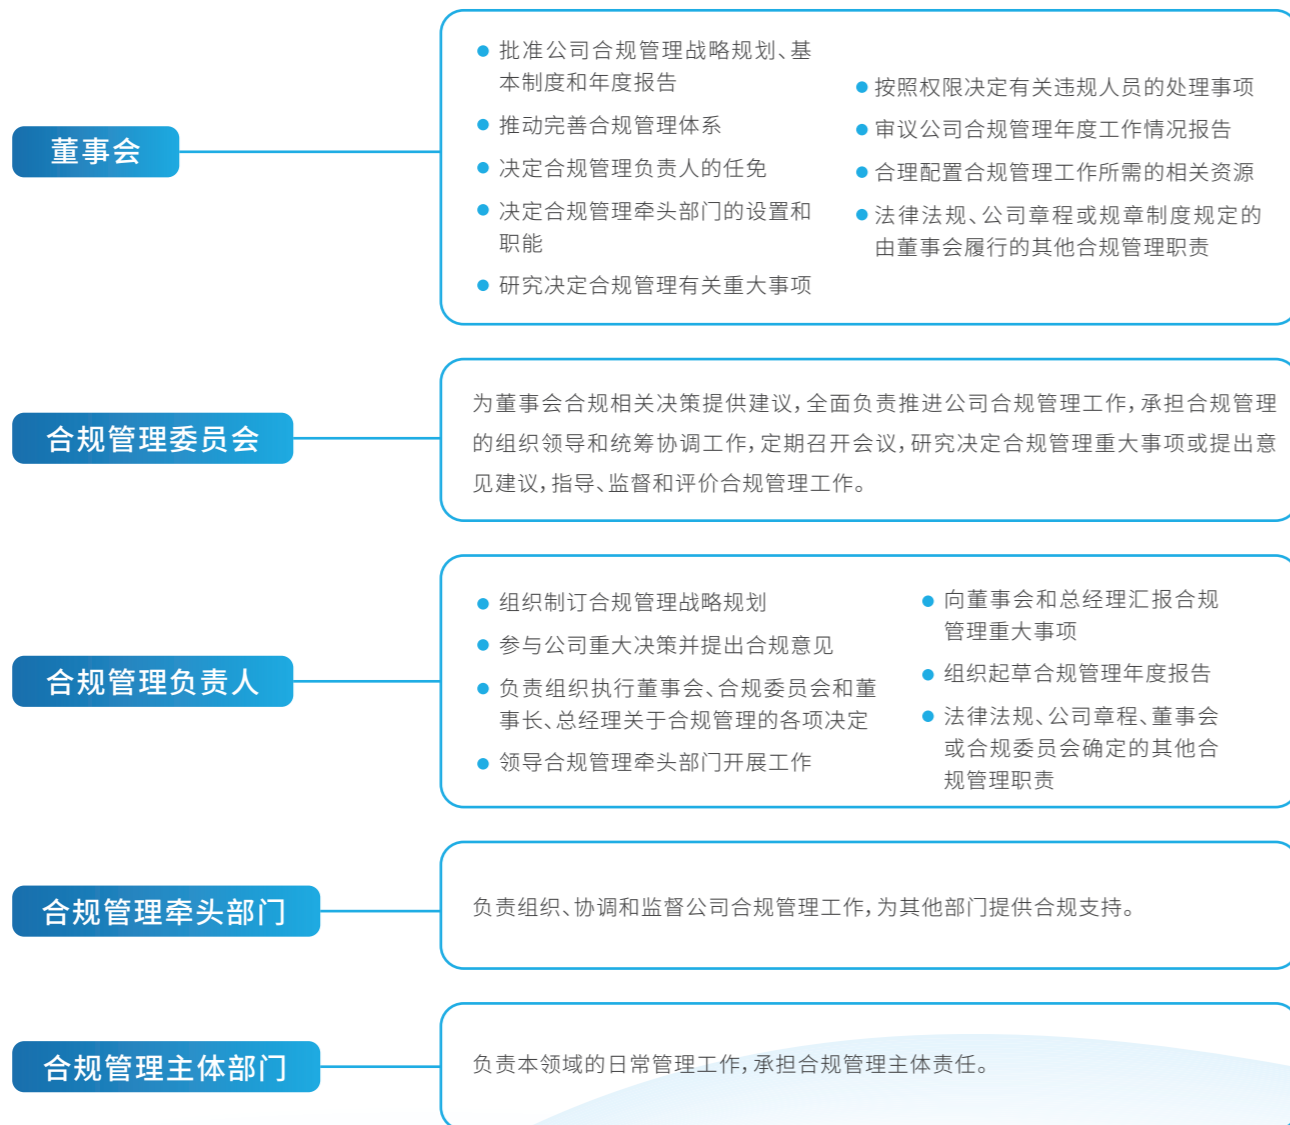 董事会
批准公司合规管理战略规划、基
本制度和年度报告
推动完善合规管理体系
决定合规管理负责人的任免
决定合规管理牵头部门的设置和
职能
研究决定合规管理有关重大事项
按照权限决定有关违规人员的处理事项
审议公司合规管理年度工作情况报告
合理配置合规管理工作所需的相关资源
法律法规、公司章程或规章制度规定的
由董事会履行的其他合规管理职责
合规管理委员会
为董事会合规相关决策提供建议，全面负责推进公司合规管理工作，承担合规管理
的组织领导和统筹协调工作，定期召开会议，研究决定合规管理重大事项或提出意
见建议，指导、监督和评价合规管理工作。
合规管理负责人
组织制订合规管理战略规划
参与公司重大决策并提出合规意见
负责组织执行董事会、合规委员会和董
事长、总经理关于合规管理的各项决定
领导合规管理牵头部门开展工作
向董事会和总经理汇报合规
管理重大事项
组织起草合规管理年度报告
法律法规、公司章程、董事会
或合规委员会确定的其他合
规管理职责
合规管理牵头部门
负责组织、协调和监督公司合规管理工作，为其他部门提供合规支持。
合规管理主体部门
负责本领域的日常管理工作，承担合规管理主体责任。